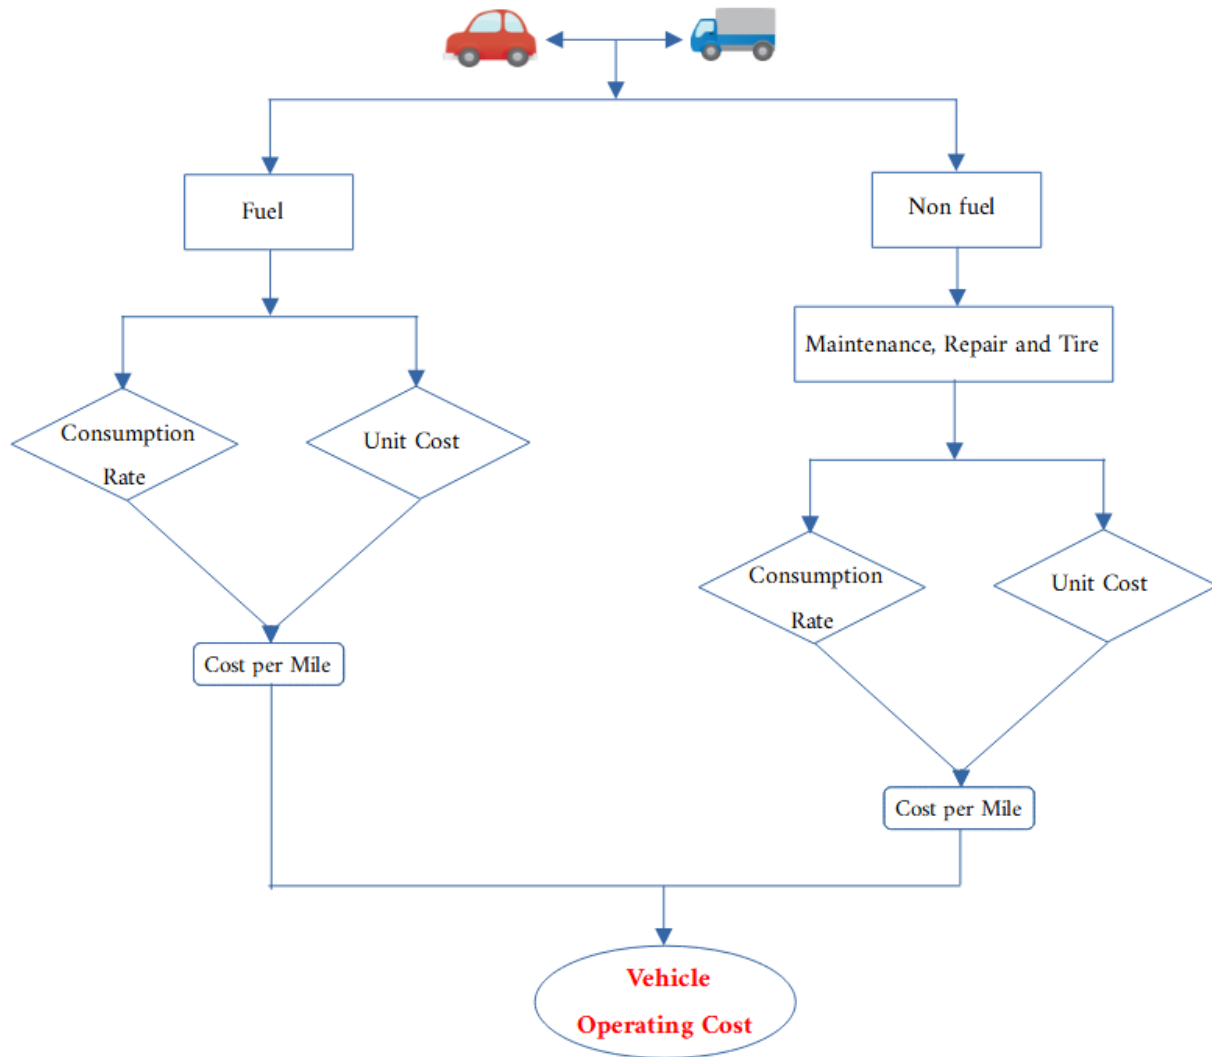 Fuel
Non fuel
Maintenance, Repair and Tire
Consumption
Rate
Unit Cost
Consumption
Rate
Unit Cost
Cost per Mile
Cost per Mile
Vehicle
Operating Cost